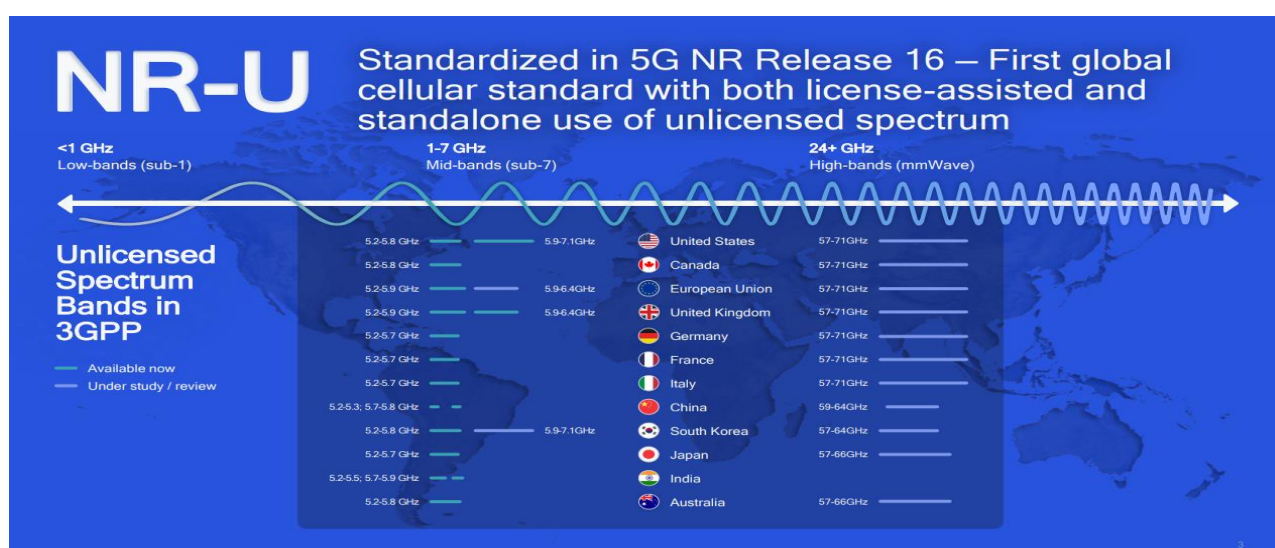 NR-U
Standardized in 5G NR Release 16 — First global
cellular standard with both license-assisted and
standalone use of unlicensed spectrum
<1 GHz
Low-bands (sub-1)
1-7 GHz
Mid-bands (sub-7)
24+ GHz
High-bands (mmWave)
Unlicensed
Spectrum
Bands in
3GPP
Available now
Under study / review
5.2-5.8 GHz 5.9-7.1GHz United States 57-71GHz
5.2-5.8 GHz Canada 57-71GHz
5.2-5.9 GHz 5.9-6.4GHz European Union 57-71GHz
5.2-5.9 GHz 5.9-6.4GHz United Kingdom 57-71GHz
5.2-5.7 GHz Germany 57-71GHz
5.2-5.7 GHz France 57-71GHz
5.2-5.7 GHz Italy 57-71GHz
5.2-5.3; 5.7-5.8 GHz China 59-64GHz
5.2-5.8 GHz 5.9-7.1GHz South Korea 57-64GHz
5.2-5.7 GHz Japan 57-66GHz
5.2-5.5; 5.7-5.9 GHz India
5.2-5.8 GHz Australia 57-66GHz
3